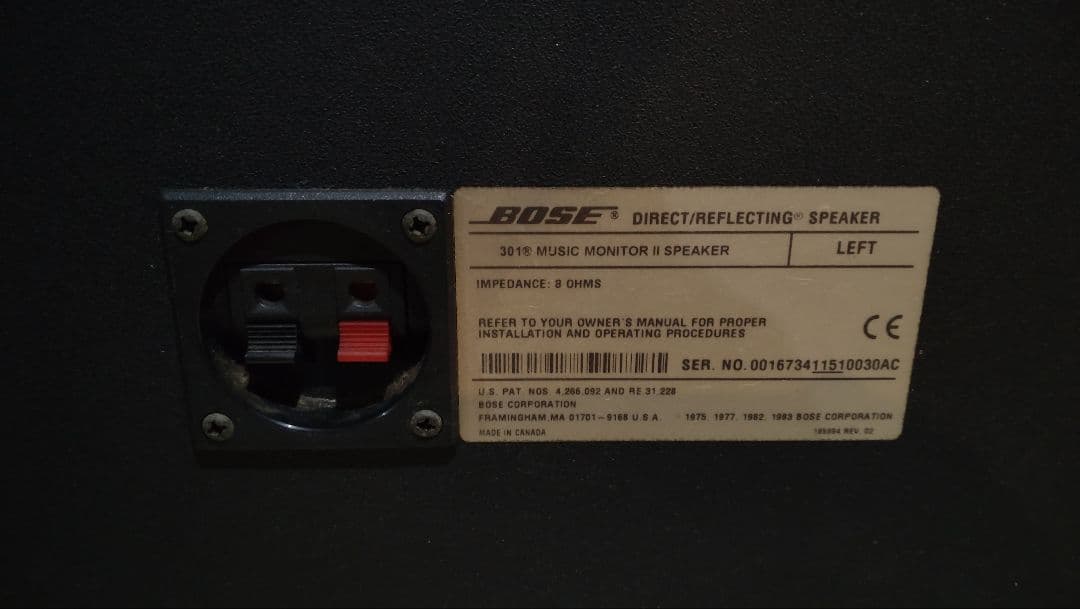 BOSE® DIRECT/REFLECTING® SPEAKER
301® MUSIC MONITOR II SPEAKER LEFT
IMPEDANCE: 8 OHMS
REFER TO YOUR OWNER'S MANUAL FOR PROPER
INSTALLATION AND OPERATING PROCEDURES
CE
SER. NO. 001673411510030AC
U.S. PAT. NOS. 4,266,092 AND RE 31,228
BOSE CORPORATION
FRAMINGHAM, MA 01701-9168 U.S.A. 1975, 1977, 1982, 1983 BOSE CORPORATION
MADE IN CANADA REV. 02